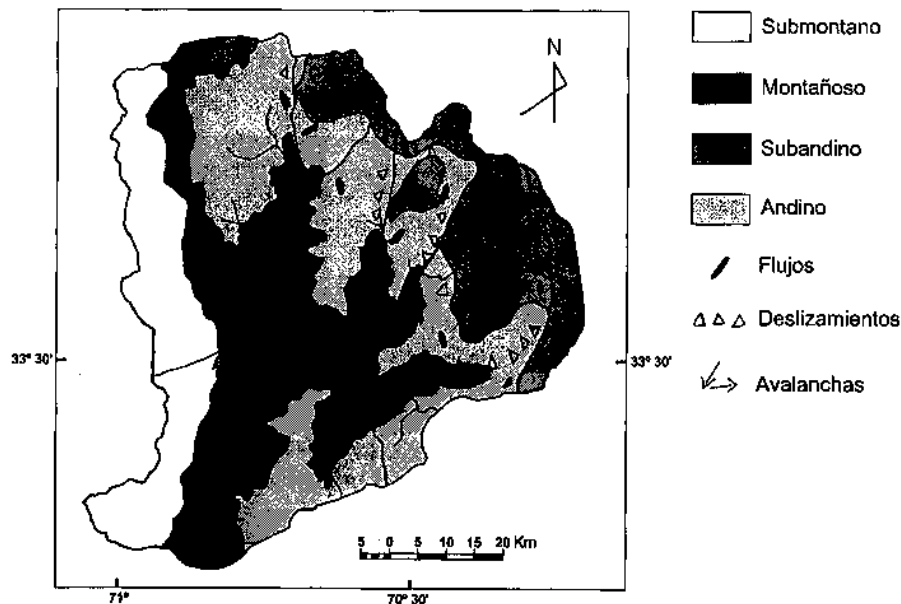 Submontano
Montañoso
Subandino
Andino
Flujos
Deslizamientos
Avalanchas
N
33° 30'
33° 30'
5 0 5 10 15 20 Km
71°
70° 30'